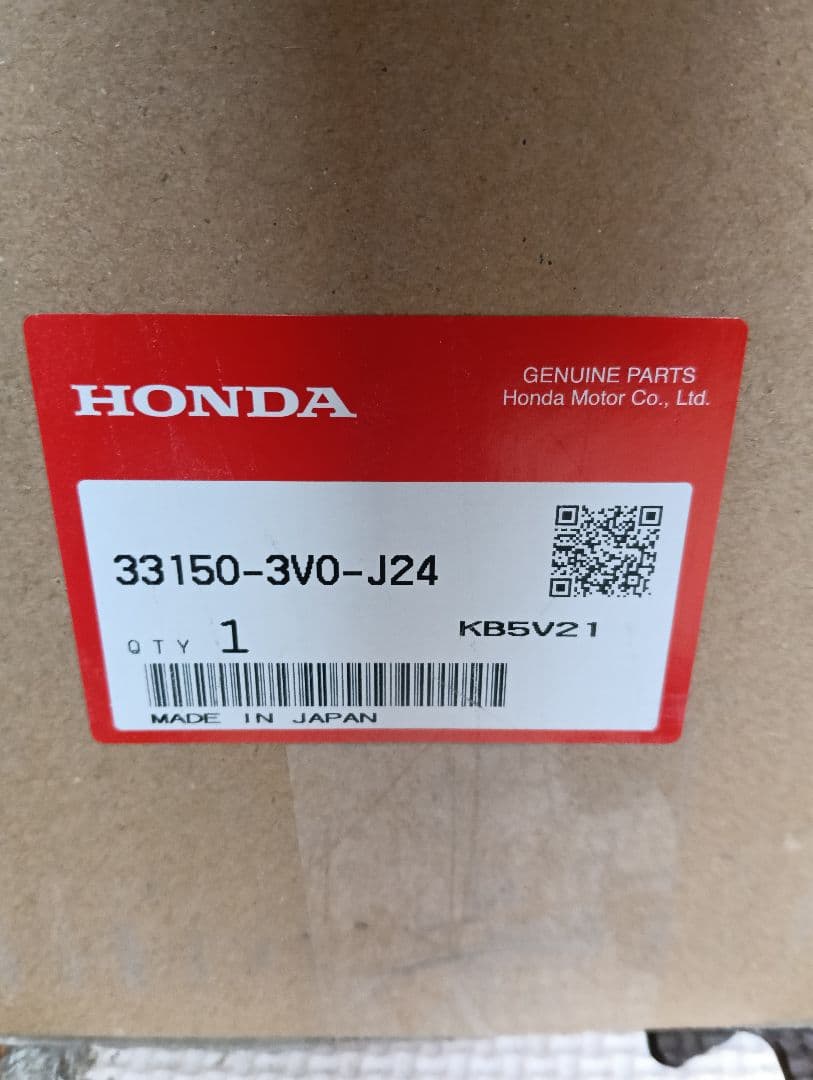 HONDA
GENUINE PARTS
Honda Motor Co., Ltd.
33150-3V0-J24
KB5V21
QTY 1
MADE IN JAPAN